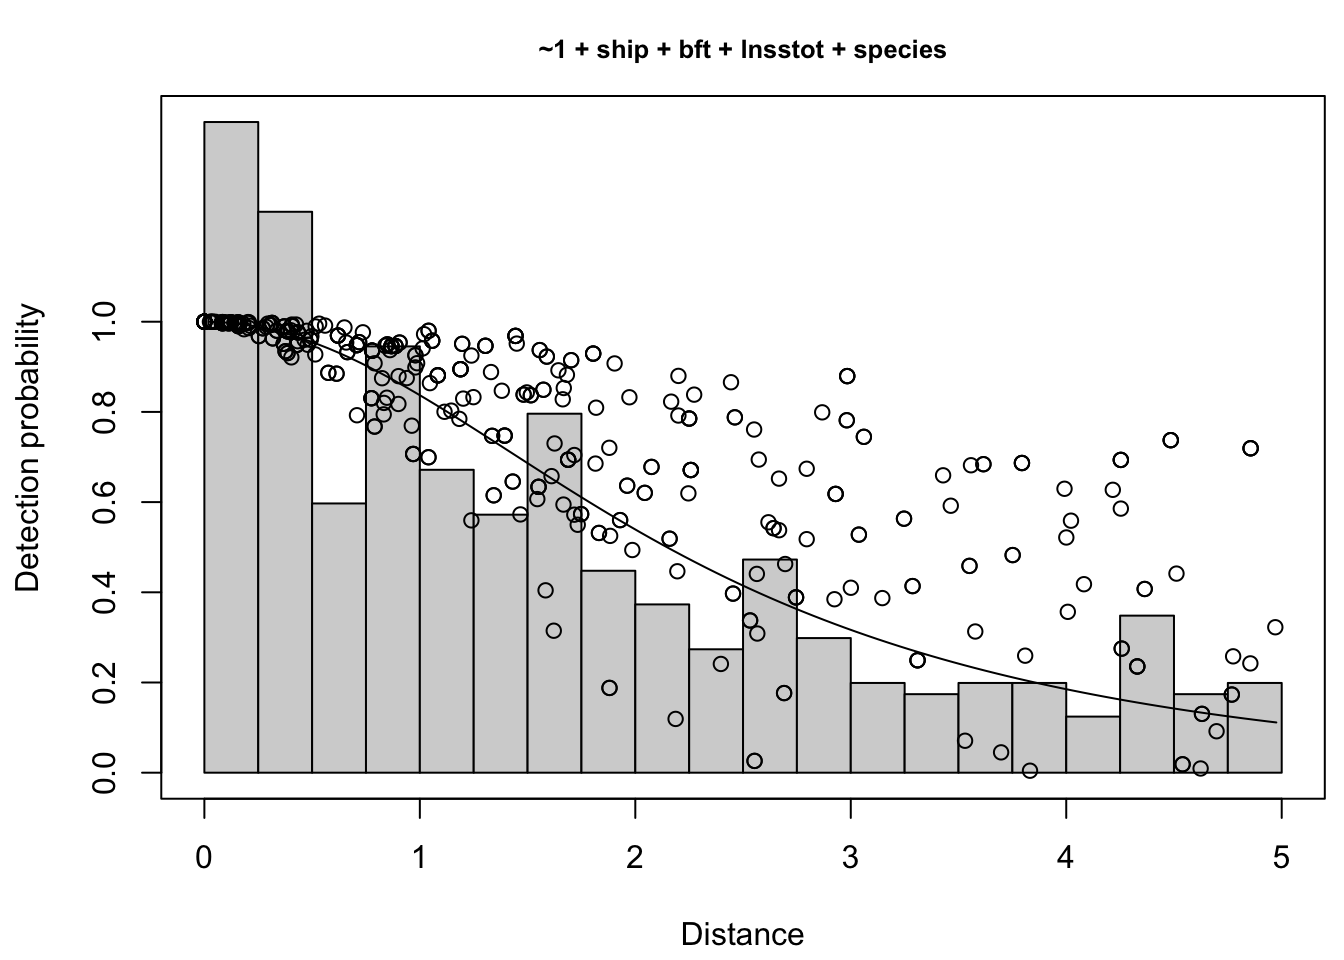 ~1 + ship + bft + lnsstot + species
Detection probability
1.0
0.8
0.6
0.4
0.2
0.0
0 1 2 3 4 5
Distance